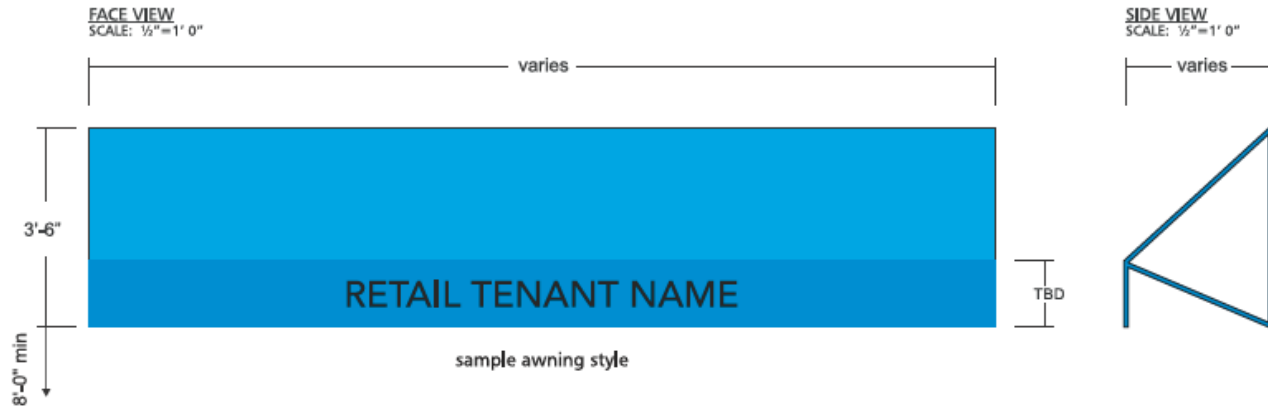 FACE VIEW
SCALE: ½"=1' 0"
SIDE VIEW
SCALE: ½"=1' 0"
varies
varies
3'-6"
RETAIL TENANT NAME
TBD
8'-0" min
sample awning style